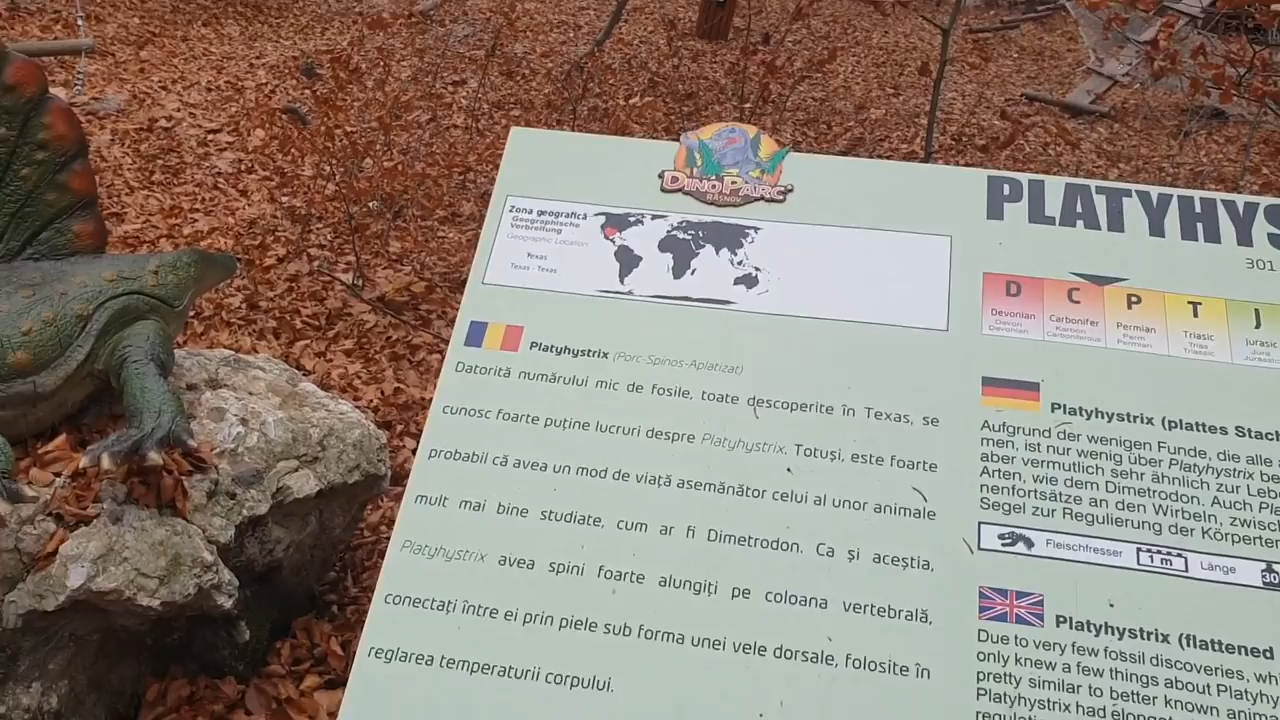 DINOPARC
RÂȘNOV
Zona geografică
Geographische
Verbreitung
Geographic Location
Texas
Texas - Texas
PLATYHYS
301
D C P T J
Devonian Carbonifer Permian Triasic Jurasic
Devon Karbon Perm Trias Jura
Devonian Carboniferous Permian Triassic Jurassic
Platyhystrix (Porc-Spinos-Aplatizat)
Datorită numărului mic de fosile, toate descoperite în Texas, se
cunosc foarte puține lucruri despre Platyhystrix. Totuși, este foarte
probabil că avea un mod de viață asemănător celui al unor animale
mult mai bine studiate, cum ar fi Dimetrodon. Ca și aceștia,
Platyhystrix avea spini foarte alungiți pe coloana vertebrală,
conectați între ei prin piele sub forma unei vele dorsale, folosite în
reglarea temperaturii corpului.
Platyhystrix (plattes Stach
Aufgrund der wenigen Funde, die alle
men, ist nur wenig über Platyhystrix be
aber vermutlich sehr ähnlich zur Leb
Arten, wie dem Dimetrodon. Auch Pla
nenfortsätze an den Wirbeln, zwisc
Segel zur Regulierung der Körperten
Fleischfresser 1 m Länge 30
Platyhystrix (flattened
Due to very few fossil discoveries, wh
only knew a few things about Platyhy
pretty similar to better known anima
Platyhystrix had elong
regulati